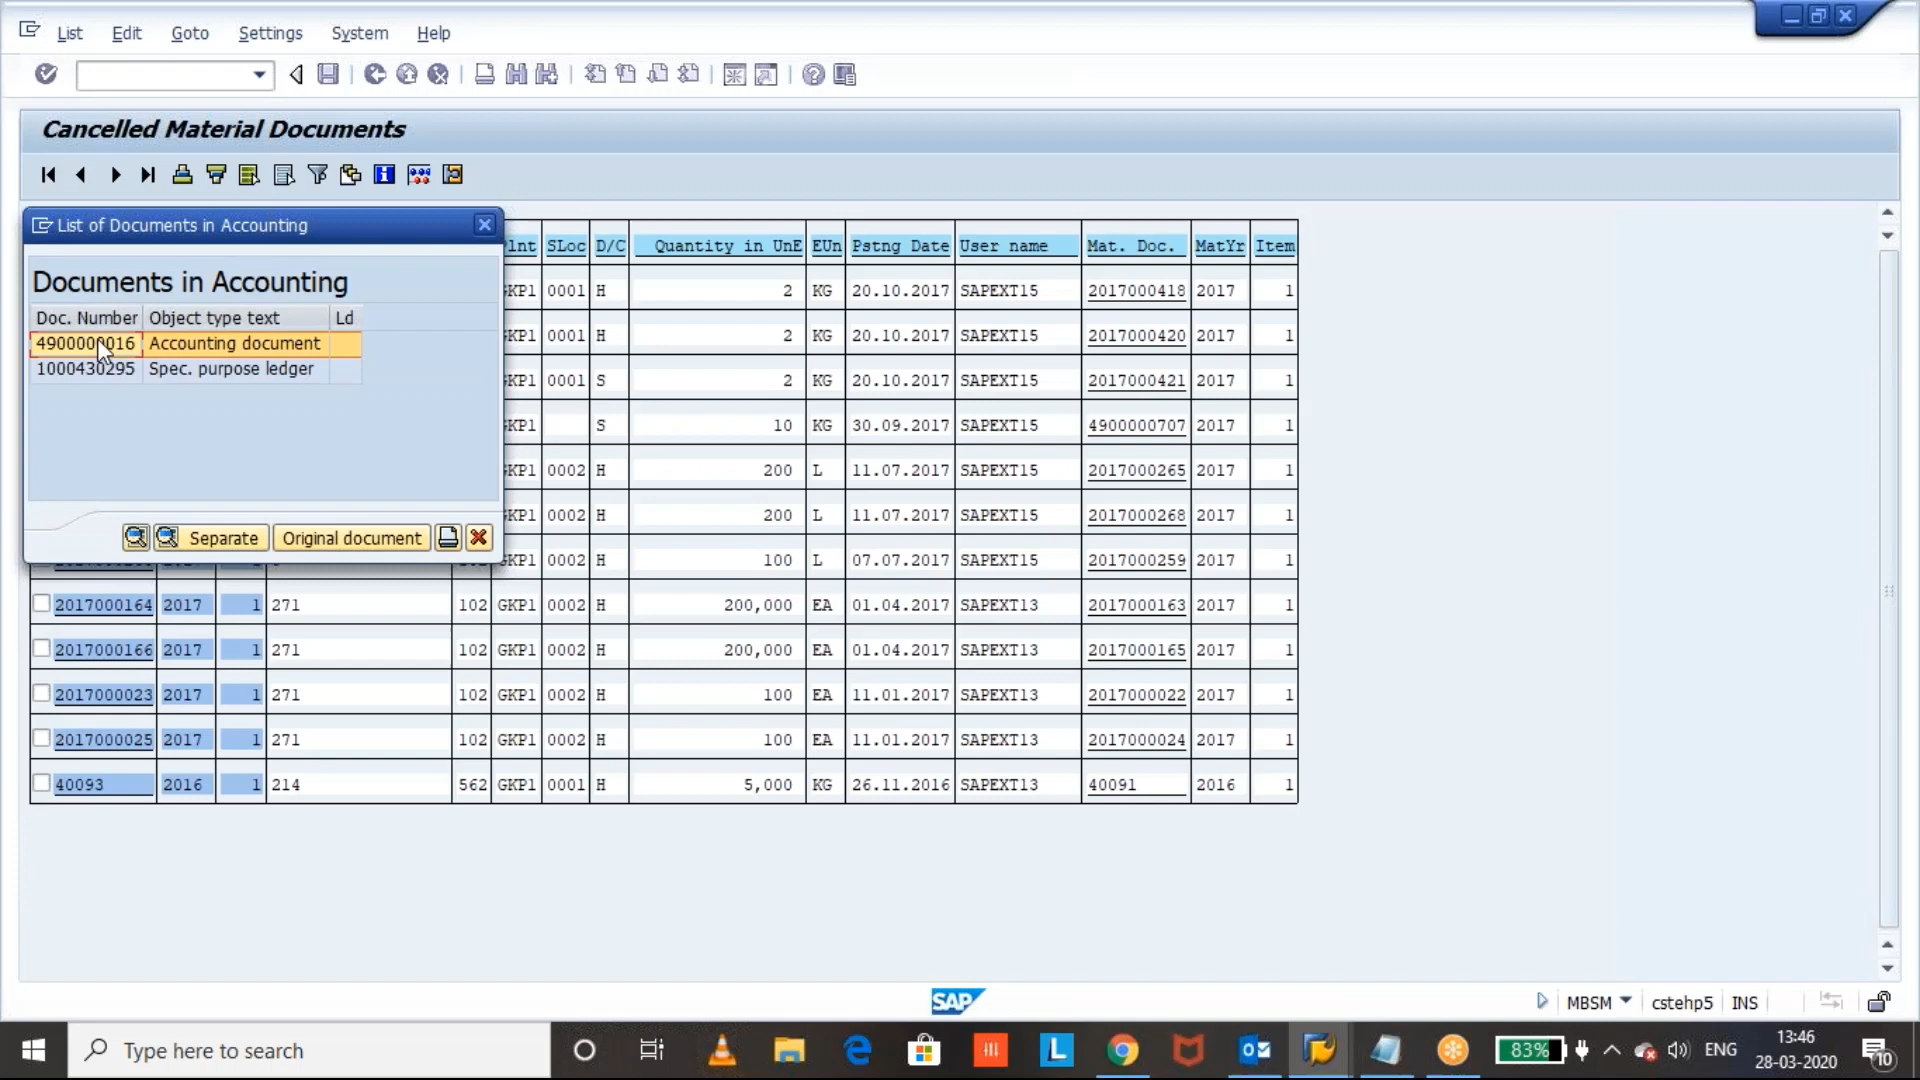 List Edit Goto Settings System Help
Cancelled Material Documents
List of Documents in Accounting
Documents in Accounting
Doc. Number Object type text Ld
4900000016 Accounting document
1000430295 Spec. purpose ledger
Separate Original document
SLoc D/C Quantity in UnE EUn Pstng Date User name Mat. Doc. MatYr Item
0001 H 2 KG 20.10.2017 SAPEXT15 2017000418 2017 1
0001 H 2 KG 20.10.2017 SAPEXT15 2017000420 2017 1
0001 S 2 KG 20.10.2017 SAPEXT15 2017000421 2017 1
S 10 KG 30.09.2017 SAPEXT15 4900000707 2017 1
0002 H 200 L 11.07.2017 SAPEXT15 2017000265 2017 1
0002 H 200 L 11.07.2017 SAPEXT15 2017000268 2017 1
0002 H 100 L 07.07.2017 SAPEXT15 2017000259 2017 1
2017000164 2017 1 271 102 GKP1 0002 H 200,000 EA 01.04.2017 SAPEXT13 2017000163 2017 1
2017000166 2017 1 271 102 GKP1 0002 H 200,000 EA 01.04.2017 SAPEXT13 2017000165 2017 1
2017000023 2017 1 271 102 GKP1 0002 H 100 EA 11.01.2017 SAPEXT13 2017000022 2017 1
2017000025 2017 1 271 102 GKP1 0002 H 100 EA 11.01.2017 SAPEXT13 2017000024 2017 1
40093 2016 1 214 562 GKP1 0001 H 5,000 KG 26.11.2016 SAPEXT13 40091 2016 1
SAP
MBSM cstehp5 INS
Type here to search
83% ENG 13:46
28-03-2020 10